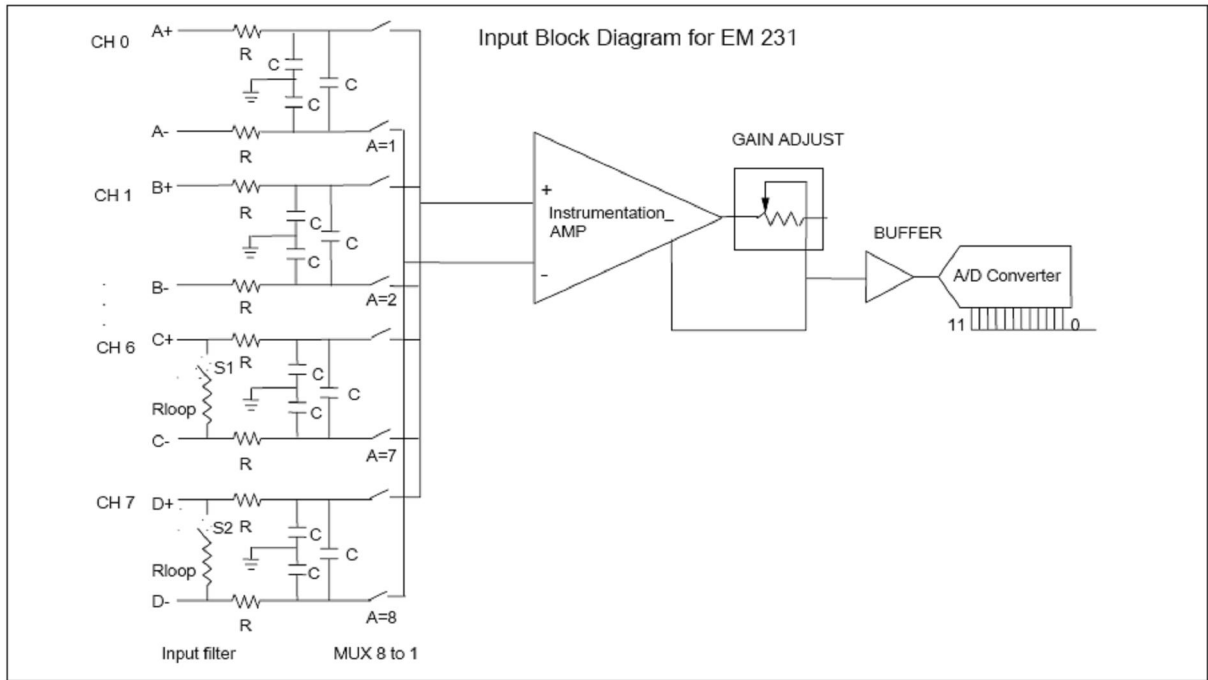 Input Block Diagram for EM 231
CH 0
A+
R
C
C
C
A-
R
A=1
CH 1
B+
R
C
C
C
B-
R
A=2
CH 6
C+
S1
R
C
C
C
Rloop
C-
R
A=7
CH 7
D+
S2
R
C
C
C
Rloop
D-
R
A=8
Input filter
MUX 8 to 1
+
Instrumentation
AMP
-
GAIN ADJUST
BUFFER
A/D Converter
11
0